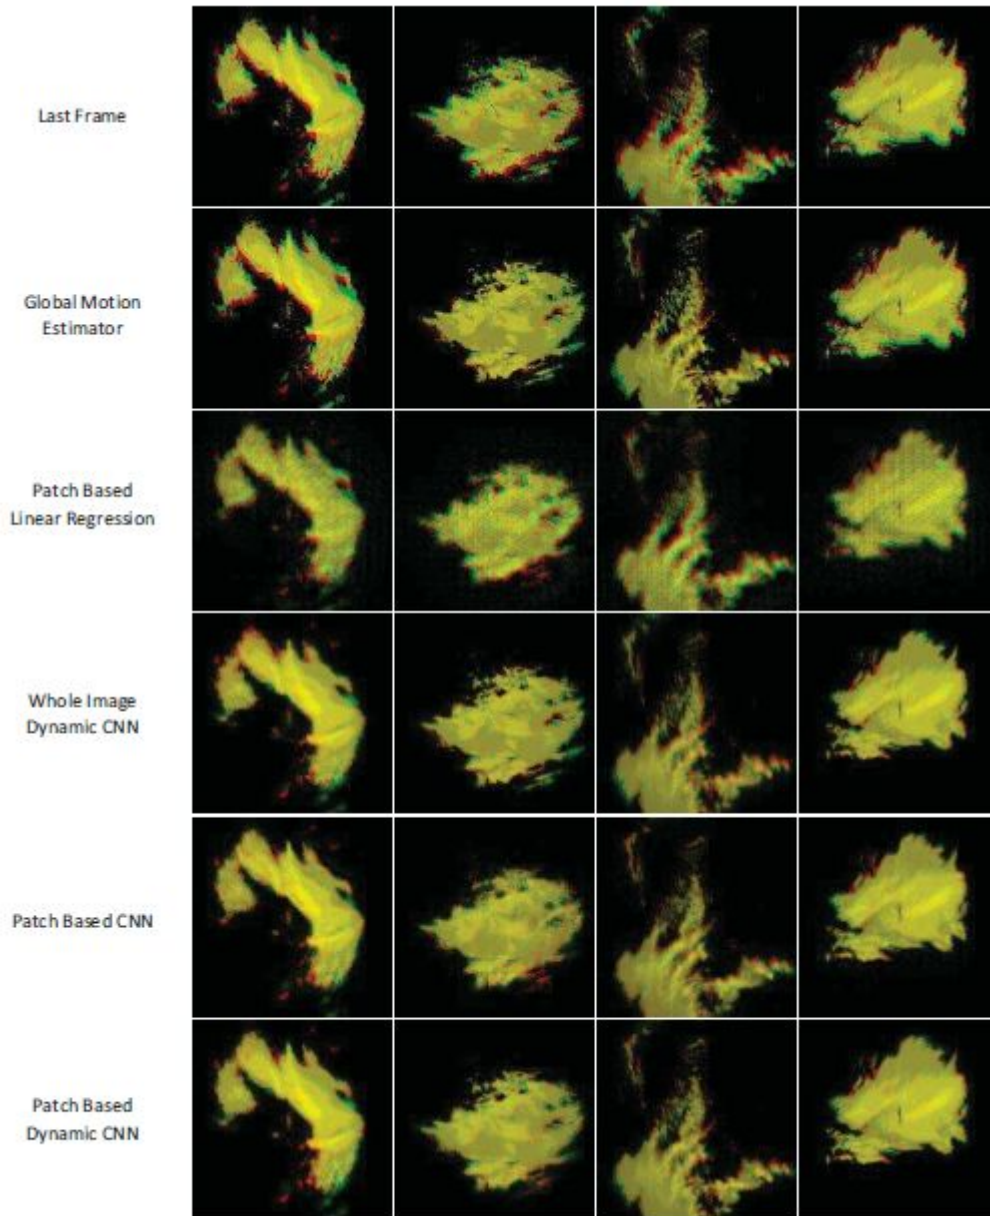 Last Frame
Global Motion
Estimator
Patch Based
Linear Regression
Whole Image
Dynamic CNN
Patch Based CNN
Patch Based
Dynamic CNN